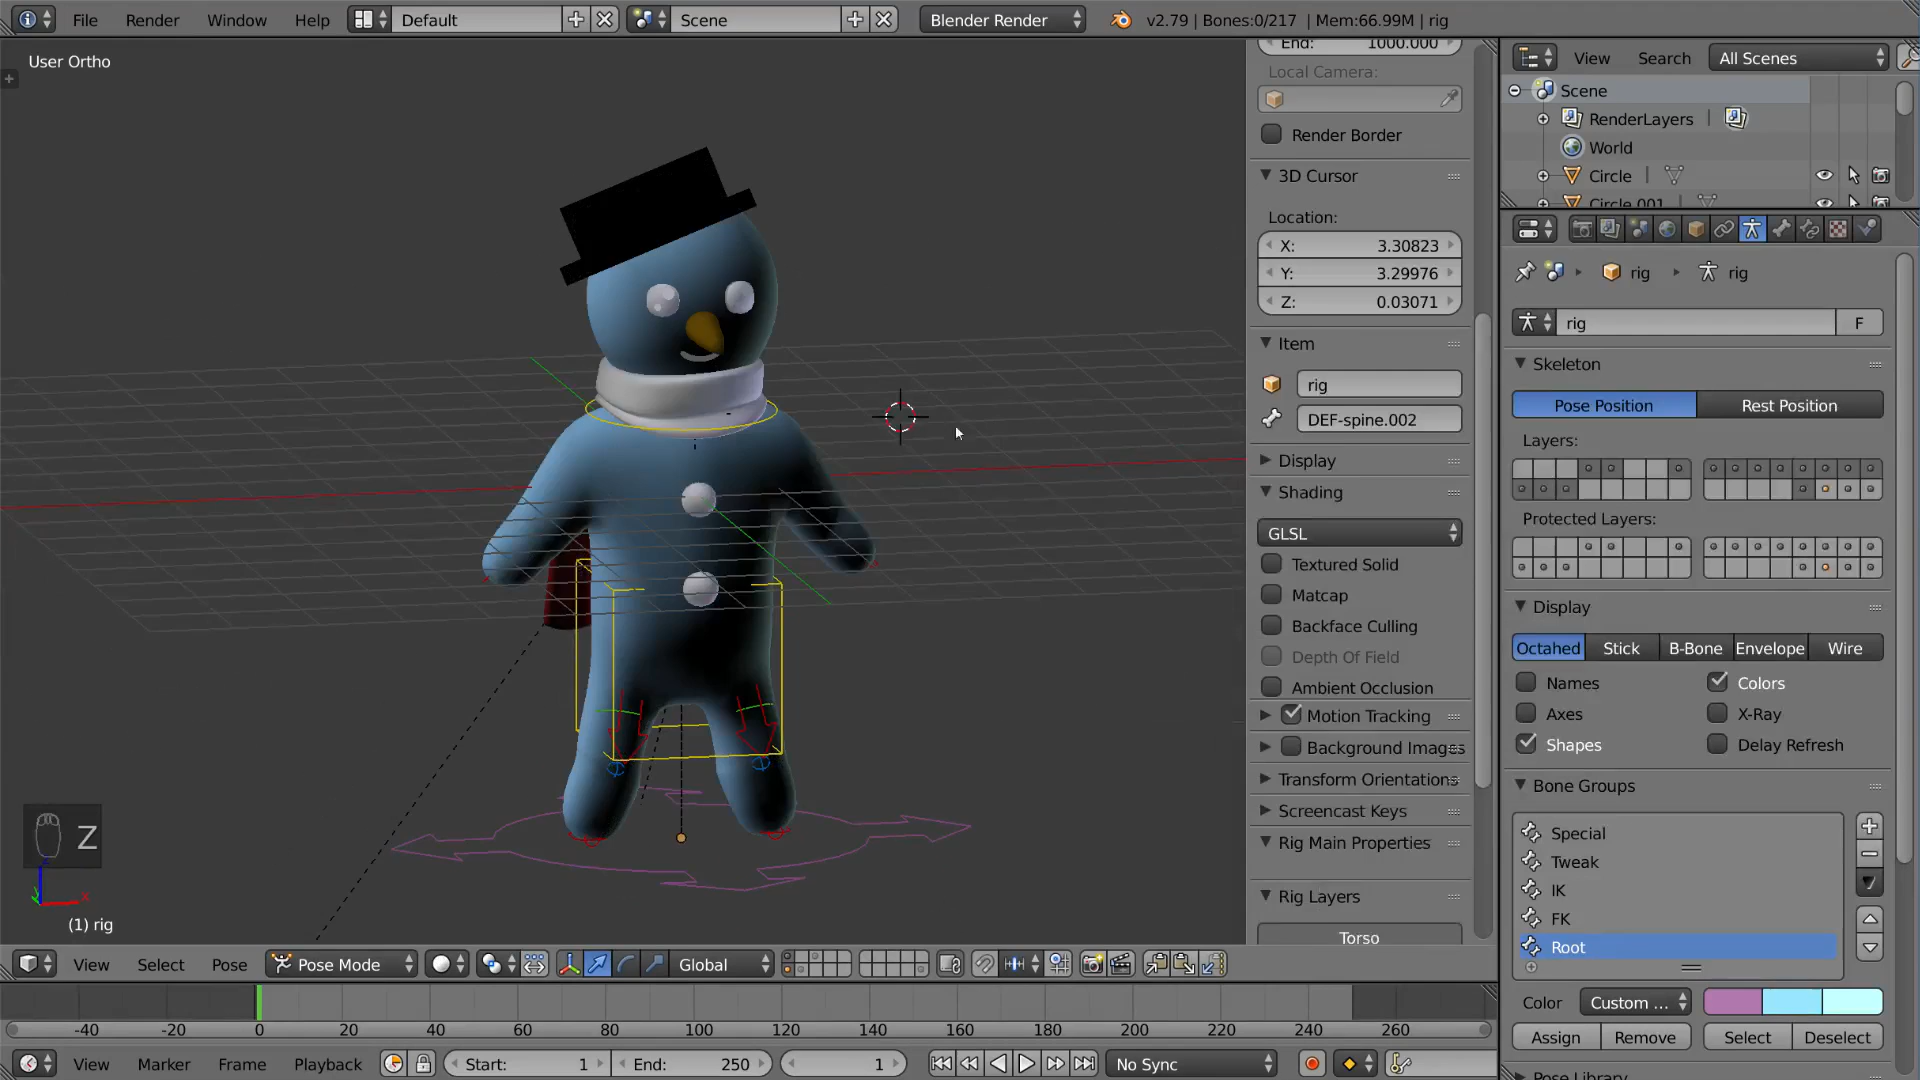 File Render Window Help Default Scene Blender Render v2.79 | Bones:0/217 | Mem:66.99M | rig
User Ortho
End: 1000.000
Local Camera:
Render Border
3D Cursor
Location:
X: 3.30823
Y: 3.29976
Z: 0.03071
Item
rig
DEF-spine.002
Display
Shading
GLSL
Textured Solid
Matcap
Backface Culling
Depth Of Field
Ambient Occlusion
Motion Tracking
Background Images
Transform Orientations
Screencast Keys
Rig Main Properties
Rig Layers
Torso
View Search All Scenes
Scene
RenderLayers
World
Circle
Circle.001
rig rig
rig F
Skeleton
Pose Position Rest Position
Layers:
Protected Layers:
Display
Octahed Stick B-Bone Envelope Wire
Names Colors
Axes X-Ray
Shapes Delay Refresh
Bone Groups
Special
Tweak
IK
FK
Root
Color Custom ...
Assign Remove Select Deselect
Pose Library
Z
(1) rig
View Select Pose Pose Mode Global
-40 -20 0 20 40 60 80 100 120 140 160 180 200 220 240 260
View Marker Frame Playback Start: 1 End: 250 1 No Sync